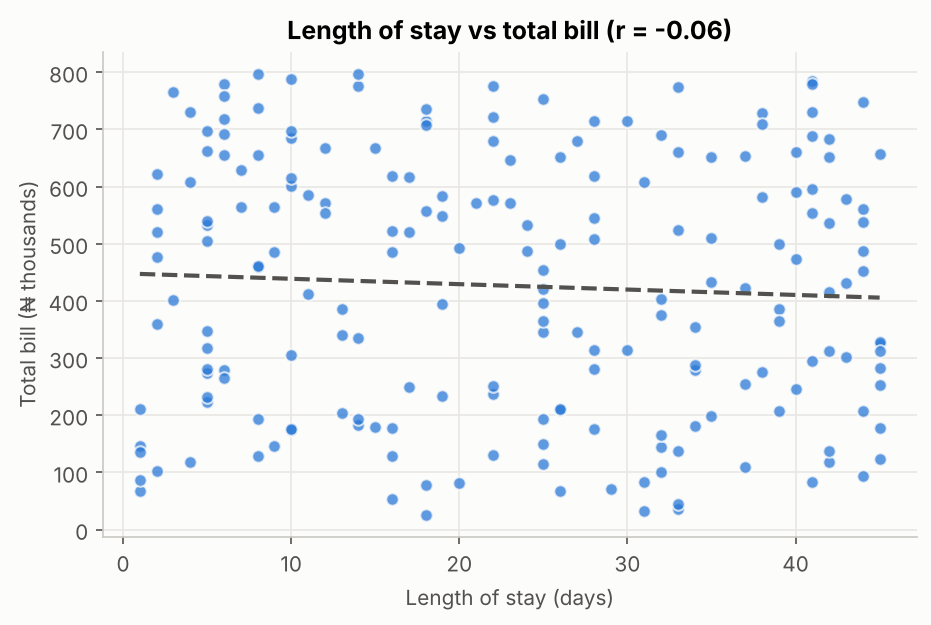 Length of stay vs total bill (r = -0.06)
Total bill (₦ thousands)
800
700
600
500
400
300
200
100
0
0 10 20 30 40
Length of stay (days)